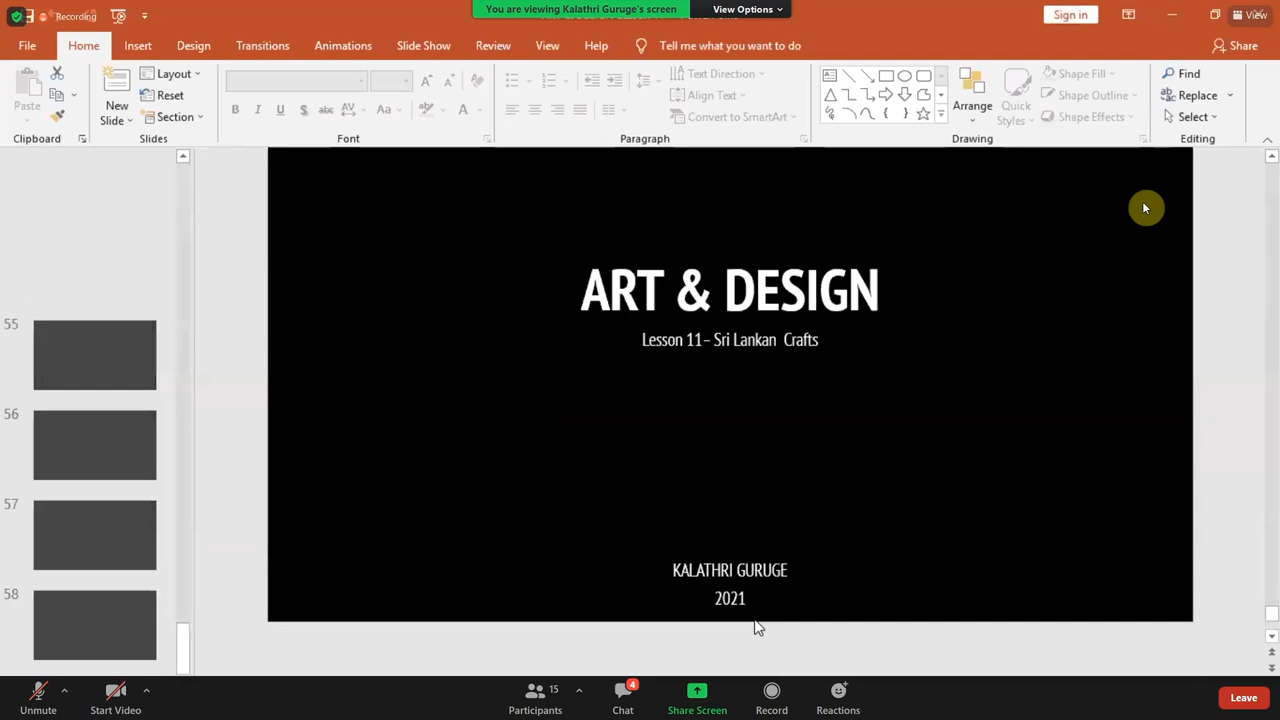 Recording
You are viewing Kalathri Guruge's screen
View Options
Sign in
View
File
Home
Insert
Design
Transitions
Animations
Slide Show
Review
View
Help
Tell me what you want to do
Share
Paste
New
Slide
Layout
Reset
Section
B I U S abc AV Aa A
Text Direction
Align Text
Convert to SmartArt
Arrange
Quick
Styles
Shape Fill
Shape Outline
Shape Effects
Find
Replace
Select
Clipboard
Slides
Font
Paragraph
Drawing
Editing
55
56
57
58
ART & DESIGN
Lesson 11– Sri Lankan Crafts
KALATHRI GURUGE
2021
Unmute
Start Video
Participants
15
Chat
4
Share Screen
Record
Reactions
Leave